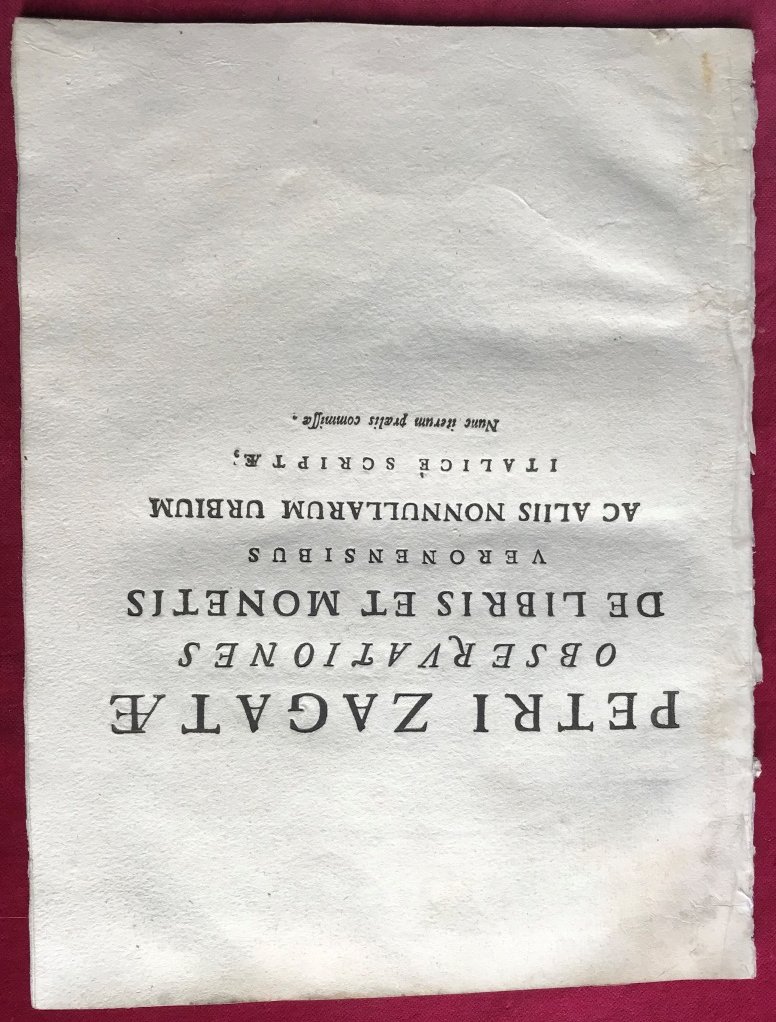 PETRI ZAGATÆ
OBSERVATIONES
DE LIBRIS ET MONETIS
VERONENSIBUS
AC ALIIS NONNULLARUM URBIUM
ITALICÈ SCRIPTÆ,
Nunc iterum prælis commiſſæ.